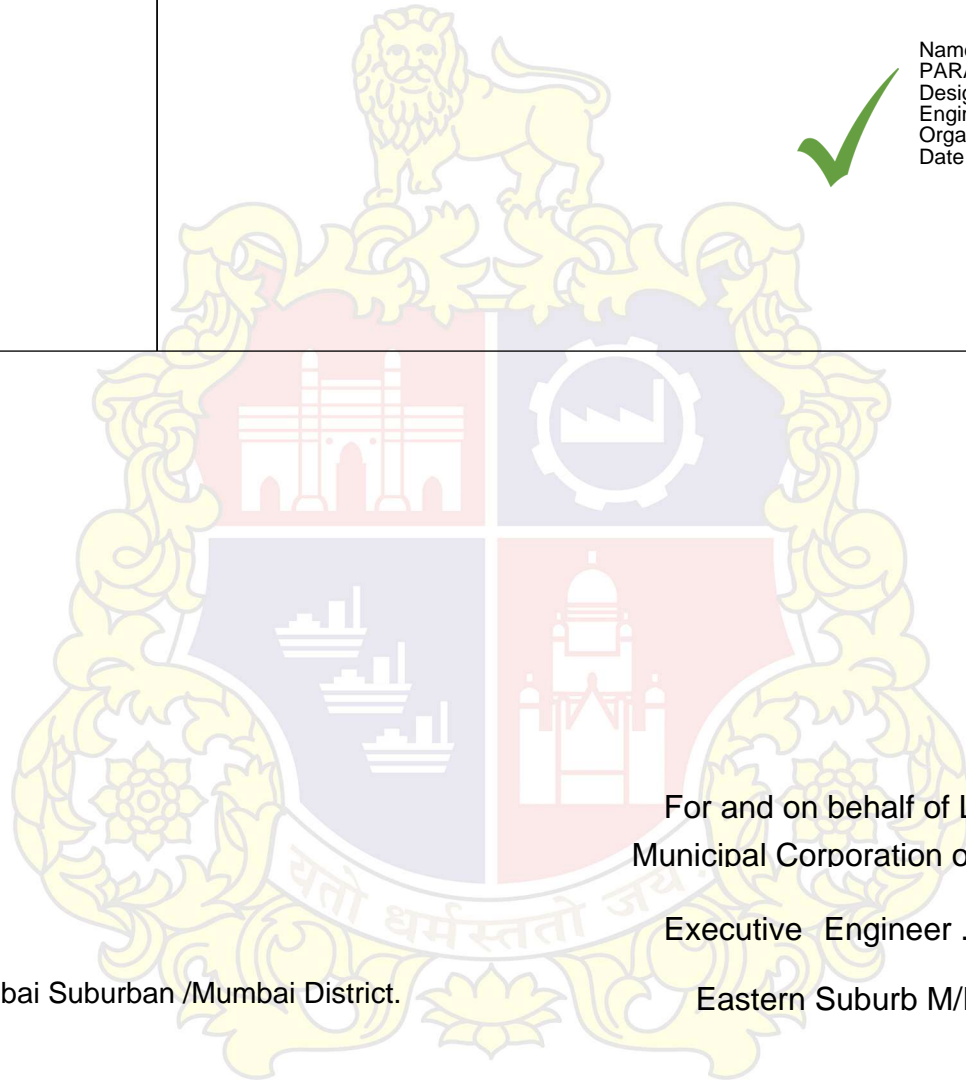 Name
PARA
Desig
Engin
Orga
Date
For and on behalf of L
Municipal Corporation o
यतो धर्मस्ततो जयः
Executive Engineer .
bai Suburban /Mumbai District.
Eastern Suburb M/